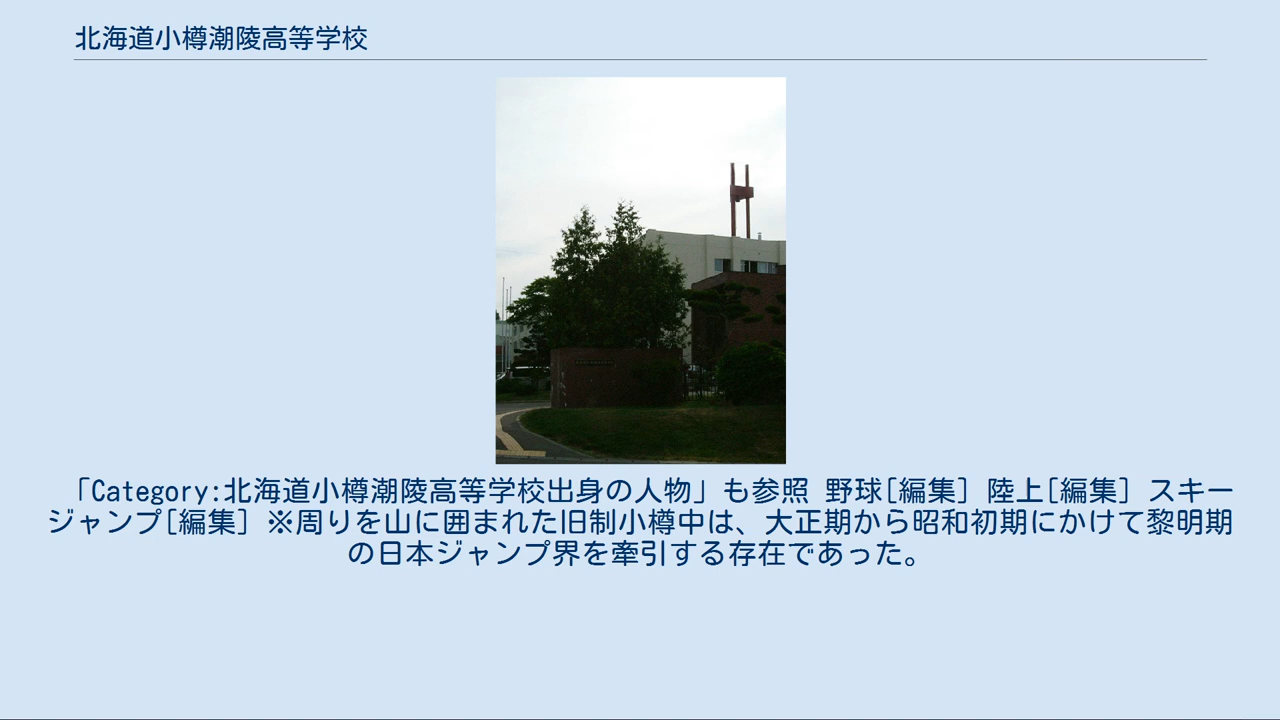 北海道小樽潮陵高等学校
「Category:北海道小樽潮陵高等学校出身の人物」も参照 野球[編集] 陸上[編集] スキー
ジャンプ[編集] ※周りを山に囲まれた旧制小樽中は、大正期から昭和初期にかけて黎明期
の日本ジャンプ界を牽引する存在であった。